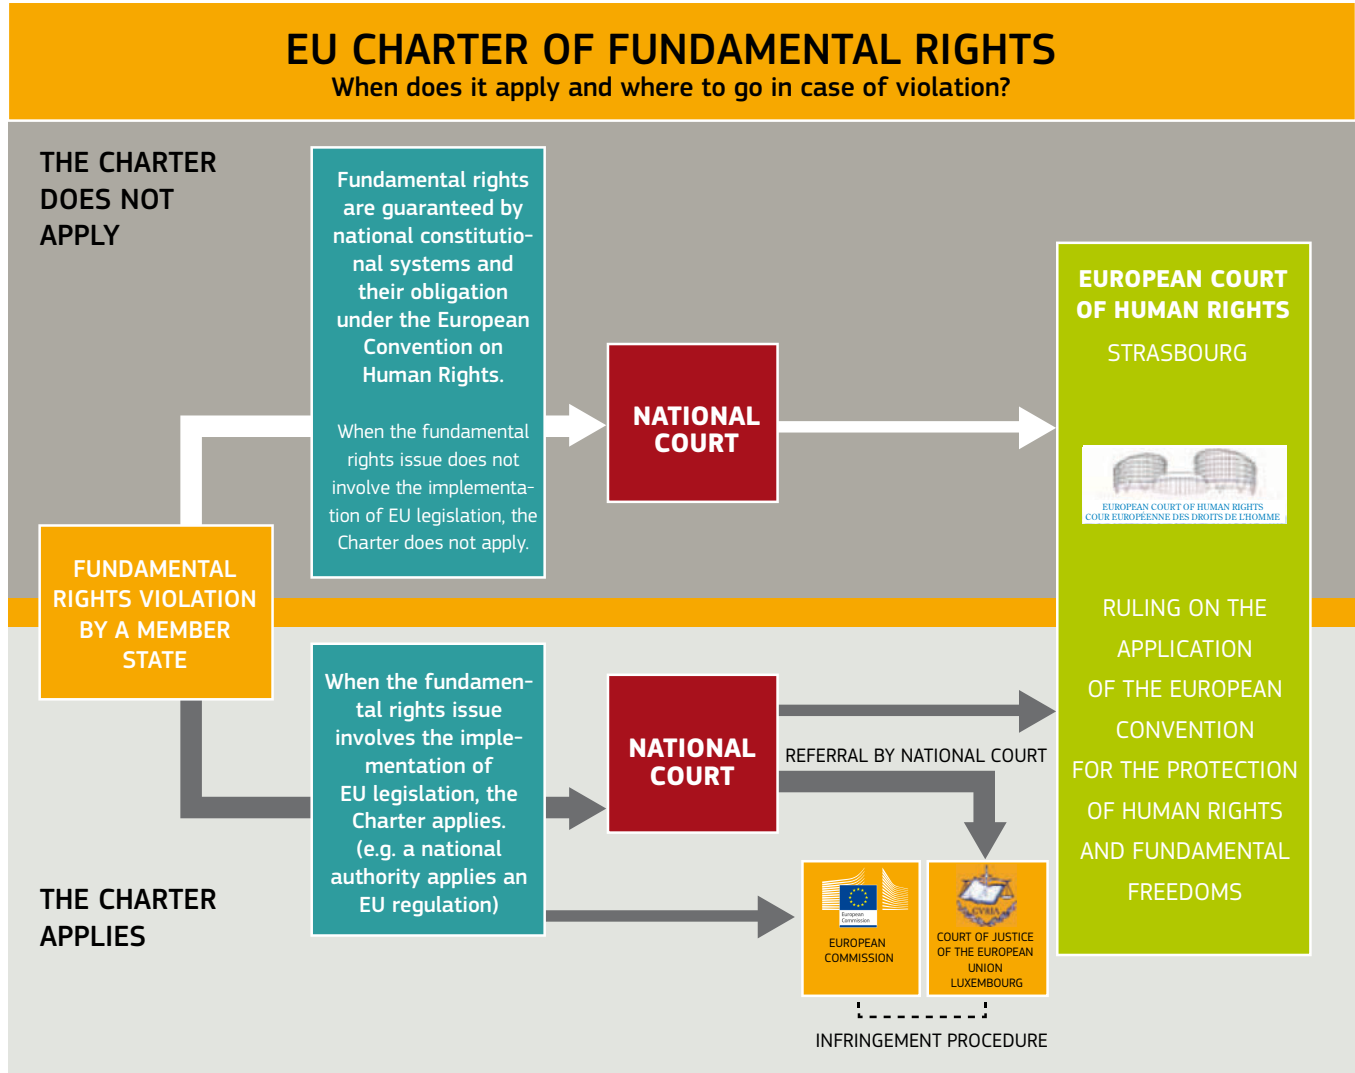 EU CHARTER OF FUNDAMENTAL RIGHTS
When does it apply and where to go in case of violation?
THE CHARTER
DOES NOT
APPLY
Fundamental rights
are guaranteed by
national constitutio-
nal systems and
their obligation
under the European
Convention on
Human Rights.
When the fundamental
rights issue does not
involve the implementa-
tion of EU legislation, the
Charter does not apply.
NATIONAL
COURT
EUROPEAN COURT
OF HUMAN RIGHTS
STRASBOURG
EUROPEAN COURT OF HUMAN RIGHTS
COUR EUROPÉENNE DES DROITS DE L'HOMME
RULING ON THE
APPLICATION
OF THE EUROPEAN
CONVENTION
FOR THE PROTECTION
OF HUMAN RIGHTS
AND FUNDAMENTAL
FREEDOMS
FUNDAMENTAL
RIGHTS VIOLATION
BY A MEMBER
STATE
When the fundamen-
tal rights issue
involves the imple-
mentation of
EU legislation, the
Charter applies.
(e.g. a national
authority applies an
EU regulation)
NATIONAL
COURT
REFERRAL BY NATIONAL COURT
THE CHARTER
APPLIES
European
Commission
EUROPEAN
COMMISSION
CVRIA
COURT OF JUSTICE
OF THE EUROPEAN
UNION
LUXEMBOURG
INFRINGEMENT PROCEDURE